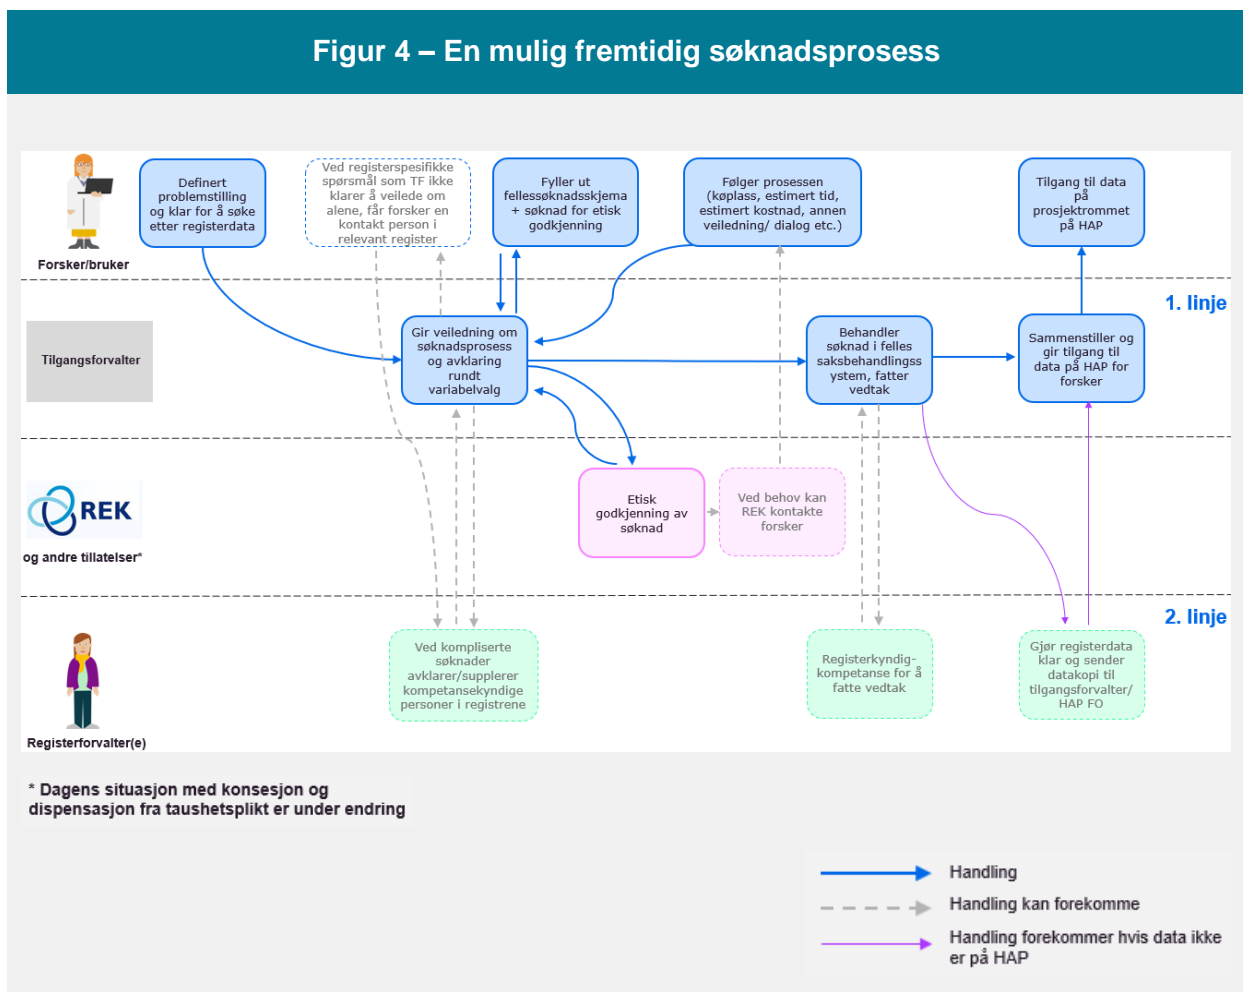 Figur 4 – En mulig fremtidig søknadsprosess
Definert
problemstilling
og klar for å søke
etter registerdata
Ved registerspesifikke
spørsmål som TF ikke
klarer å veilede om
alene, får forsker en
kontakt person i
relevant register
Fyller ut
fellessøknadsskjema
+ søknad for etisk
godkjenning
Følger prosessen
(køplass, estimert tid,
estimert kostnad, annen
veiledning/ dialog etc.)
Tilgang til data
på
prosjektrommet
på HAP
Forsker/bruker
1. linje
Tilgangsforvalter
Gir veiledning om
søknadsprosess
og avklaring
rundt
variabelvalg
Behandler
søknad i felles
saksbehandlingss
ystem, fatter
vedtak
Sammenstiller og
gir tilgang til
data på HAP for
forsker
REK
og andre tillatelser*
Etisk
godkjenning av
søknad
Ved behov kan
REK kontakte
forsker
2. linje
Ved kompliserte
søknader
avklarer/supplerer
kompetansekyndige
personer i registrene
Registerkyndig-
kompetanse for å
fatte vedtak
Gjør registerdata
klar og sender
datakopi til
tilgangsforvalter/
HAP FO
Registerforvalter(e)
* Dagens situasjon med konsesjon og
dispensasjon fra taushetsplikt er under endring
Handling
Handling kan forekomme
Handling forekommer hvis data ikke
er på HAP